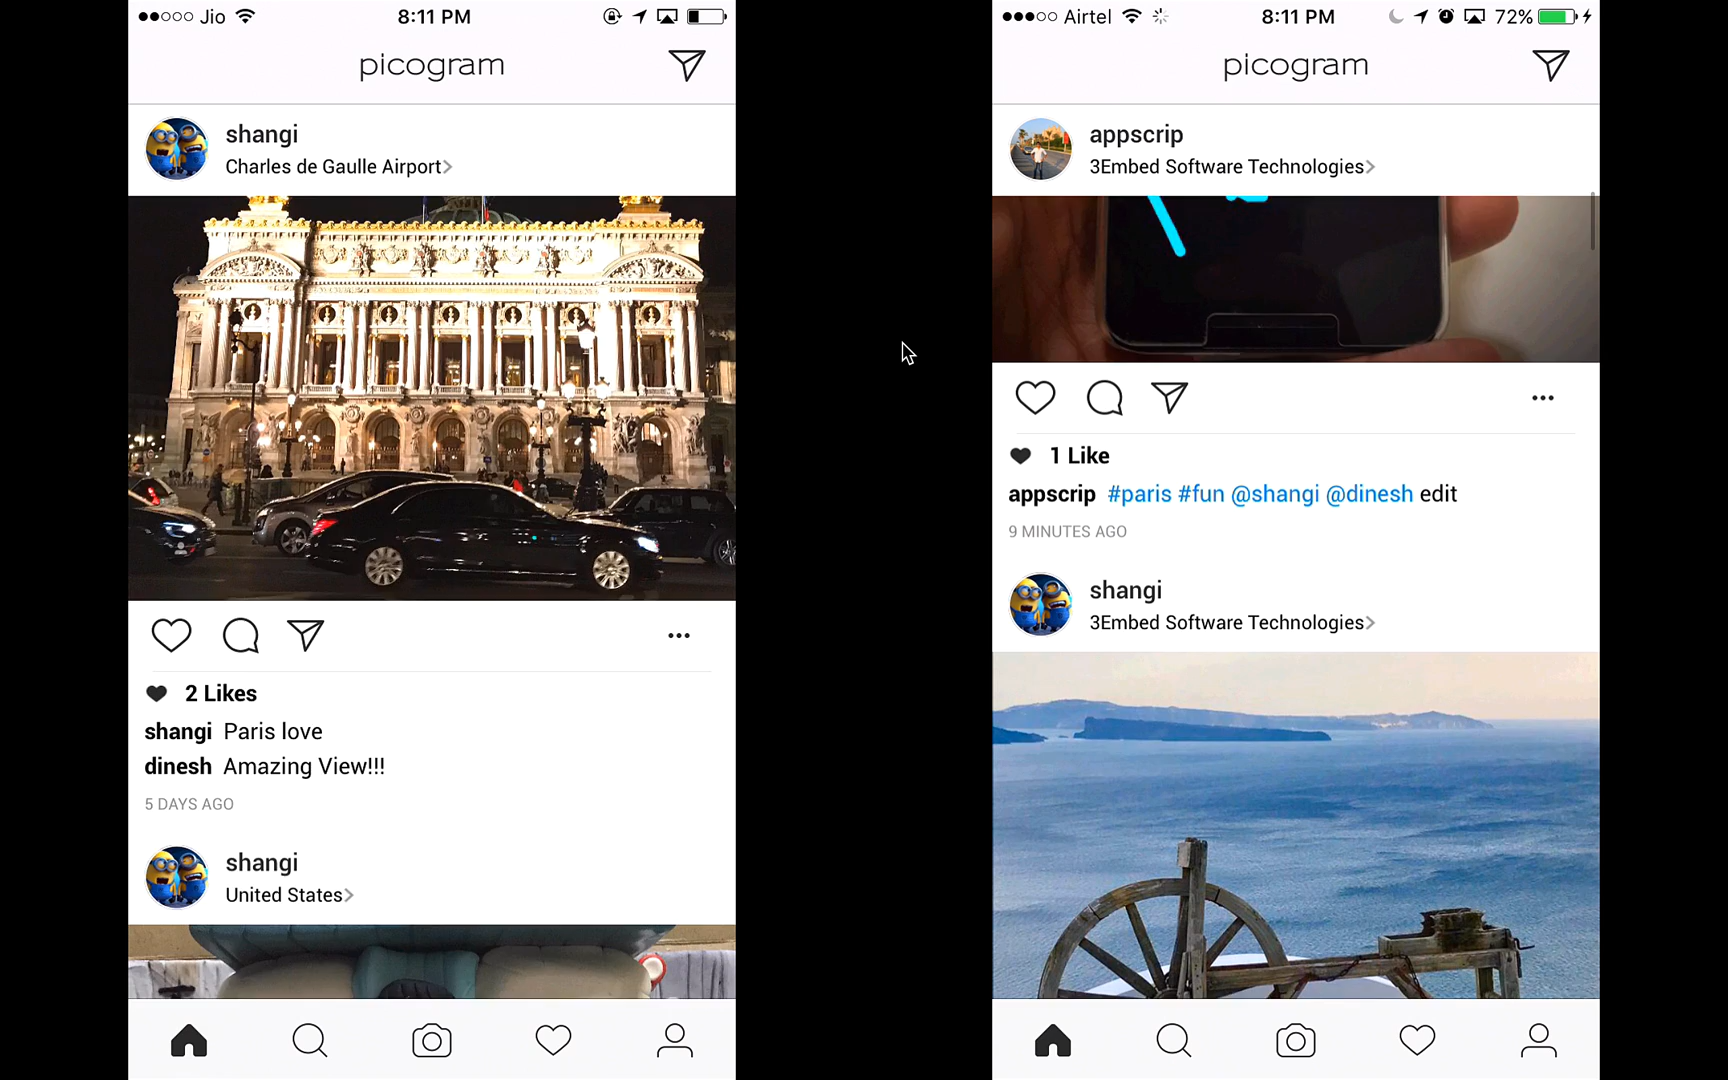 Jio 8:11 PM
picogram
shangi
Charles de Gaulle Airport>
2 Likes
shangi Paris love
dinesh Amazing View!!!
5 DAYS AGO
shangi
United States>
Airtel 8:11 PM 72%
picogram
appscrip
3Embed Software Technologies>
1 Like
appscrip #paris #fun @shangi @dinesh edit
9 MINUTES AGO
shangi
3Embed Software Technologies>